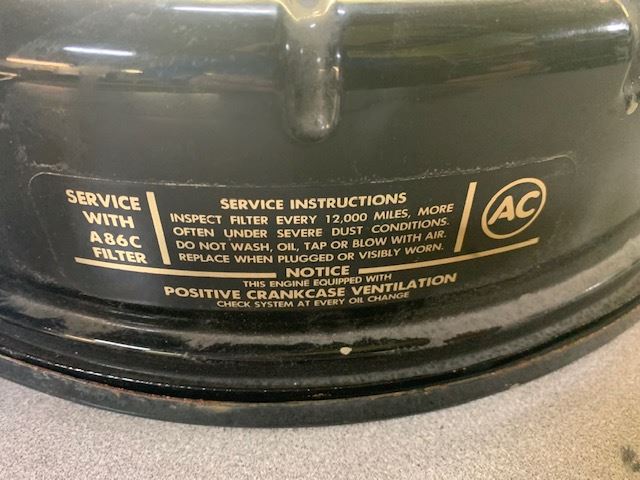 SERVICE
WITH
A86C
FILTER
SERVICE INSTRUCTIONS
INSPECT FILTER EVERY 12,000 MILES, MORE
OFTEN UNDER SEVERE DUST CONDITIONS.
DO NOT WASH, OIL, TAP OR BLOW WITH AIR.
REPLACE WHEN PLUGGED OR VISIBLY WORN.
AC
NOTICE
THIS ENGINE EQUIPPED WITH
POSITIVE CRANKCASE VENTILATION
CHECK SYSTEM AT EVERY OIL CHANGE